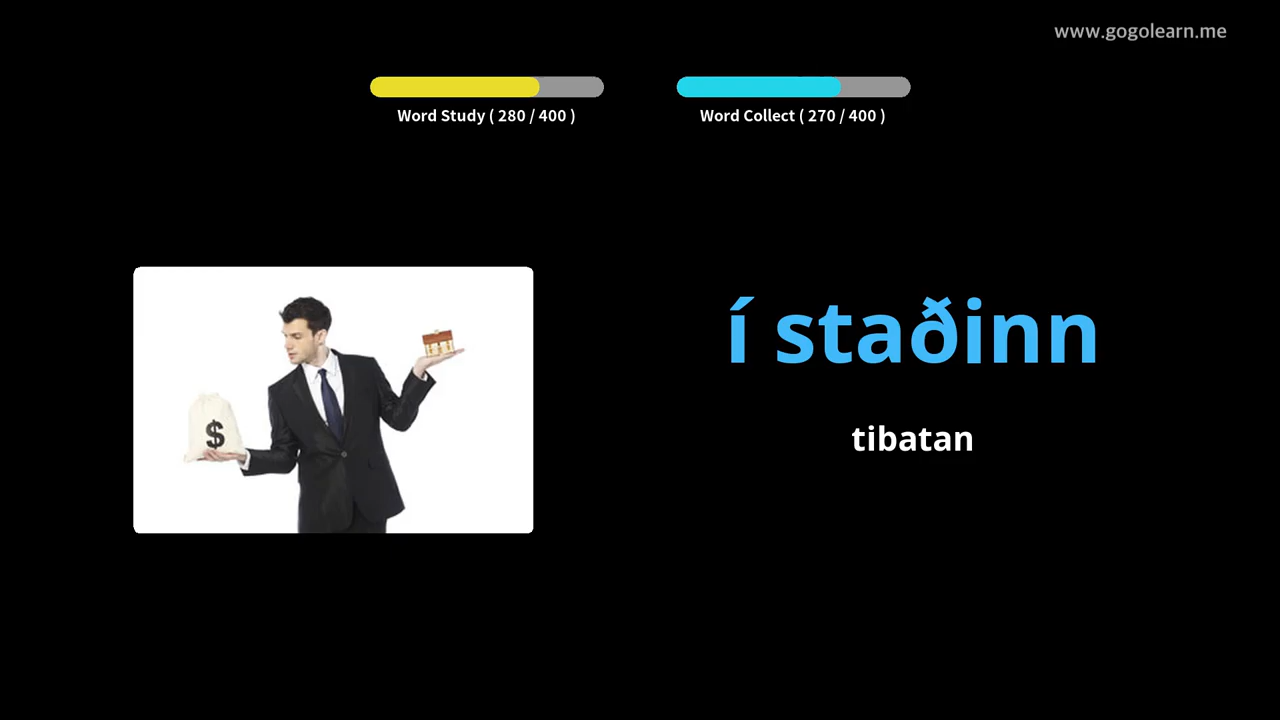 www.gogolearn.me
Word Study ( 280 / 400 )
Word Collect ( 270 / 400 )
í staðinn
tibatan
$